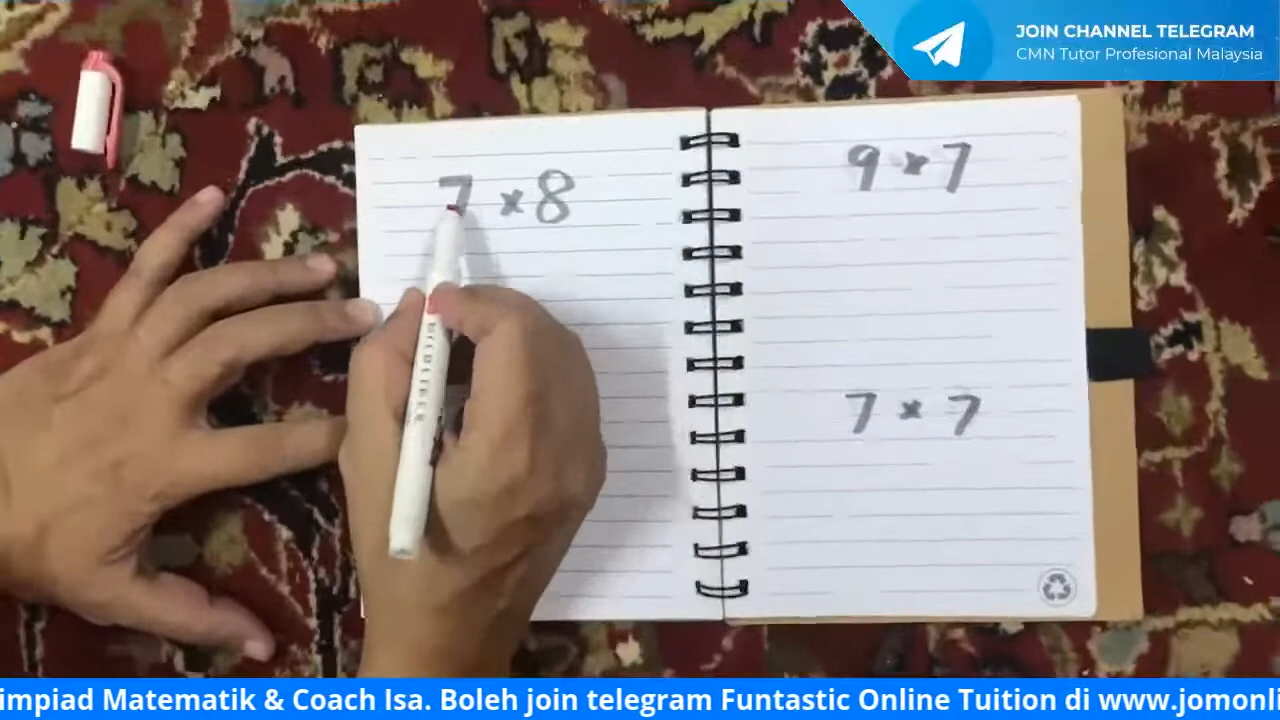 JOIN CHANNEL TELEGRAM
CMN Tutor Profesional Malaysia
7 × 8
9 × 7
7 × 7
impiad Matematik & Coach Isa. Boleh join telegram Funtastic Online Tuition di www.jomonli